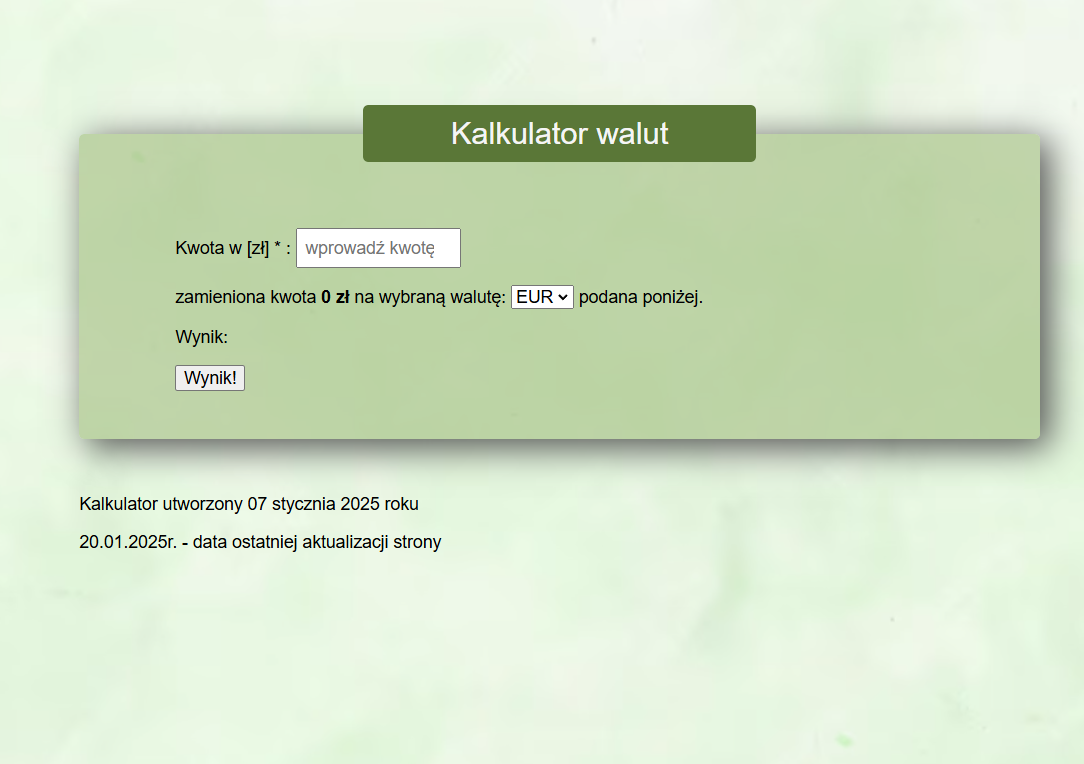 Kalkulator walut
Kwota w [zł] * : wprowadź kwotę
zamieniona kwota 0 zł na wybraną walutę: EUR podana poniżej.
Wynik:
Wynik!
Kalkulator utworzony 07 stycznia 2025 roku
20.01.2025r. - data ostatniej aktualizacji strony